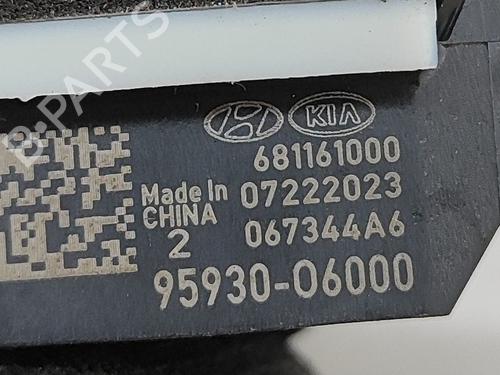 B-PARTS
KIA
681161000
Made In 07222023
CHINA
2 067344A6
95930-06000